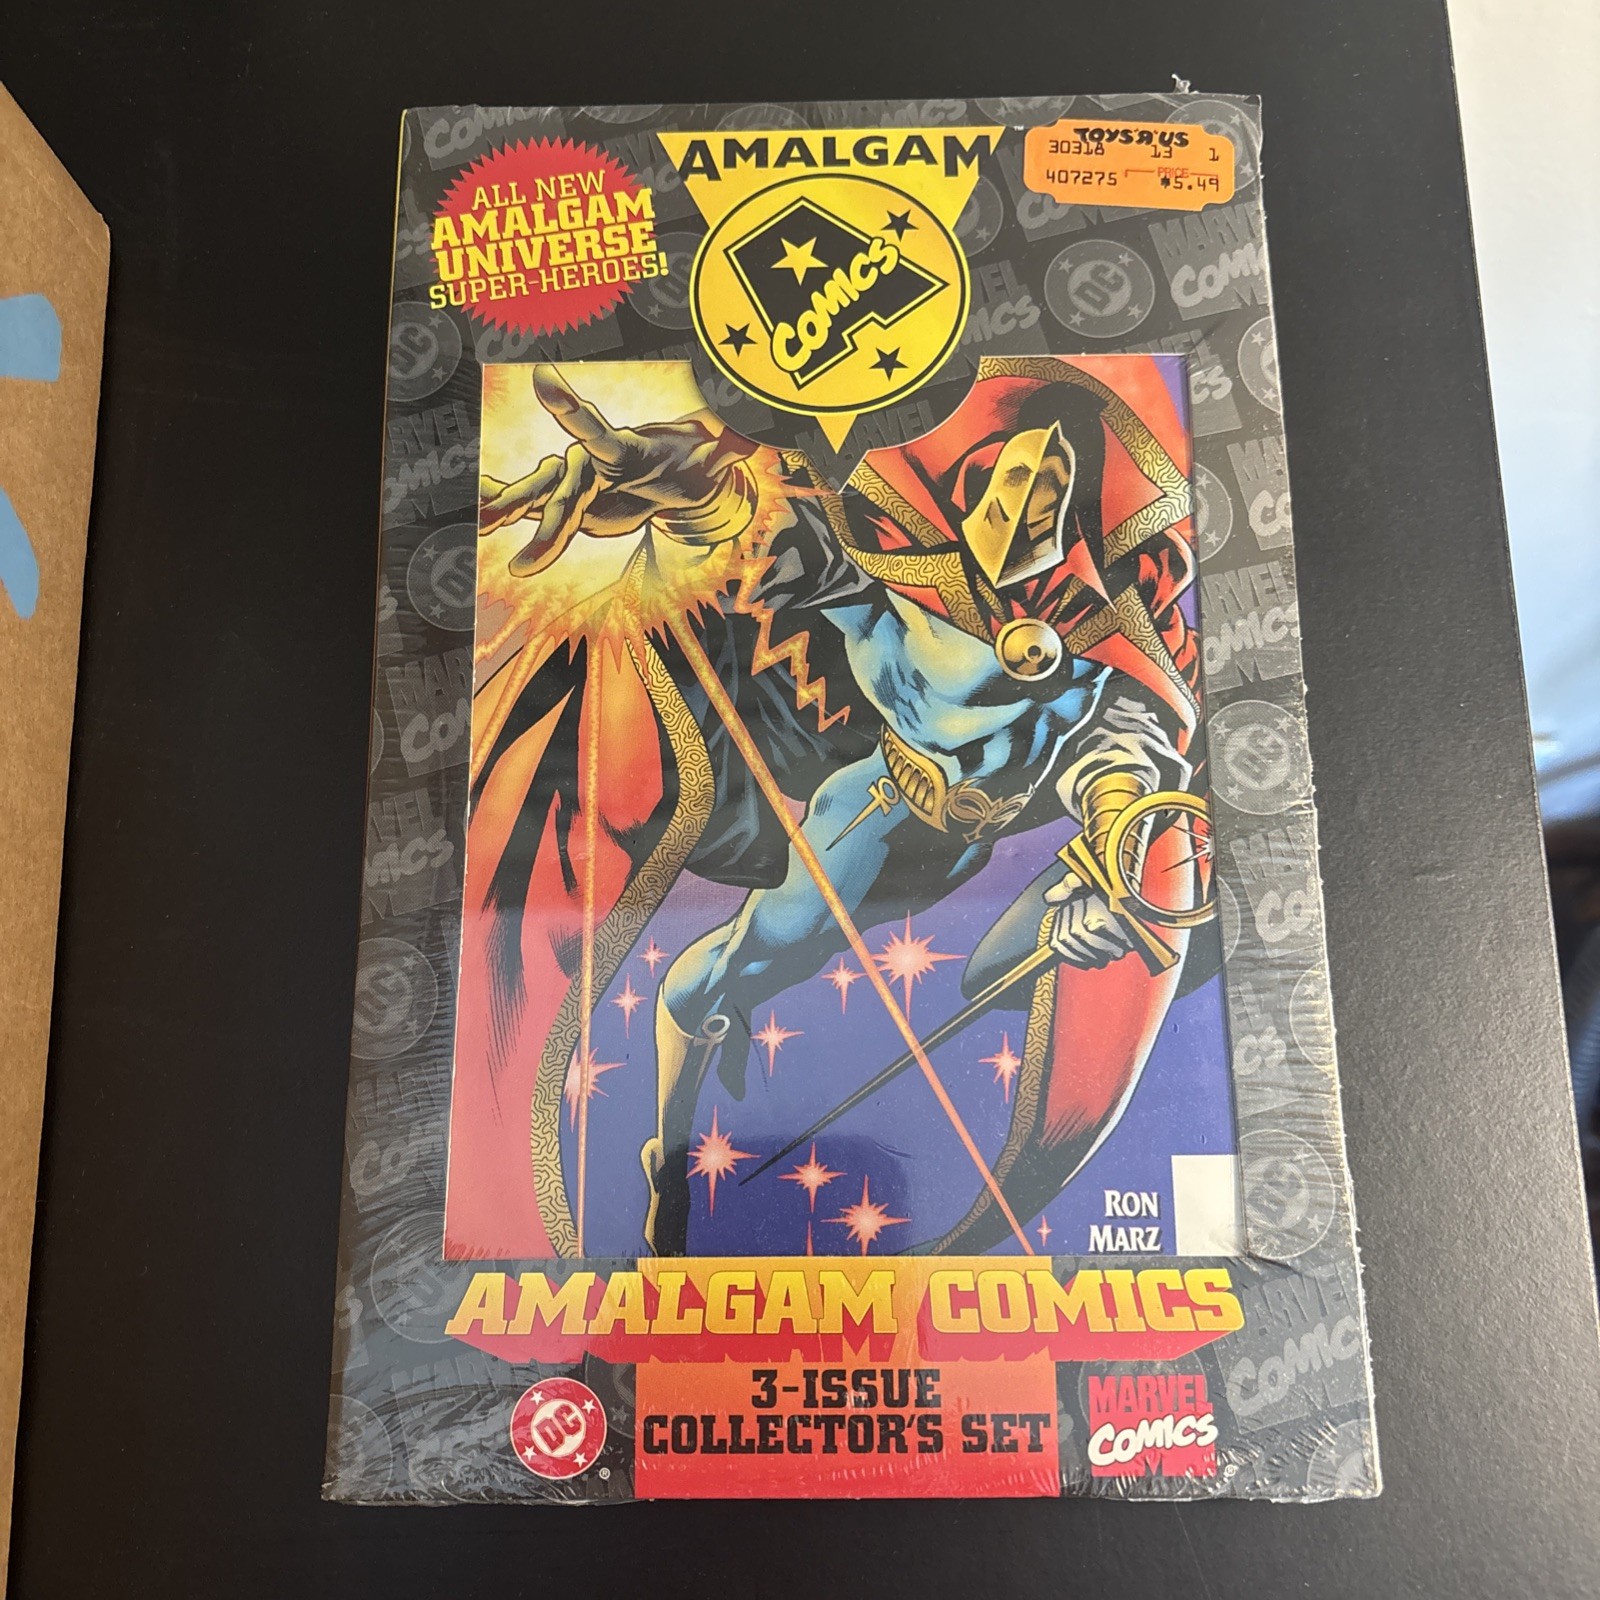 ALL NEW
AMALGAM
UNIVERSE
SUPER-HEROES!
AMALGAM™
A
COMICS
TOYS"R"US
30318 13 1
PRICE
407275 $5.49
RON
MARZ
AMALGAM COMICS
3-ISSUE
COLLECTOR'S SET
DC
®
MARVEL
COMICS
®